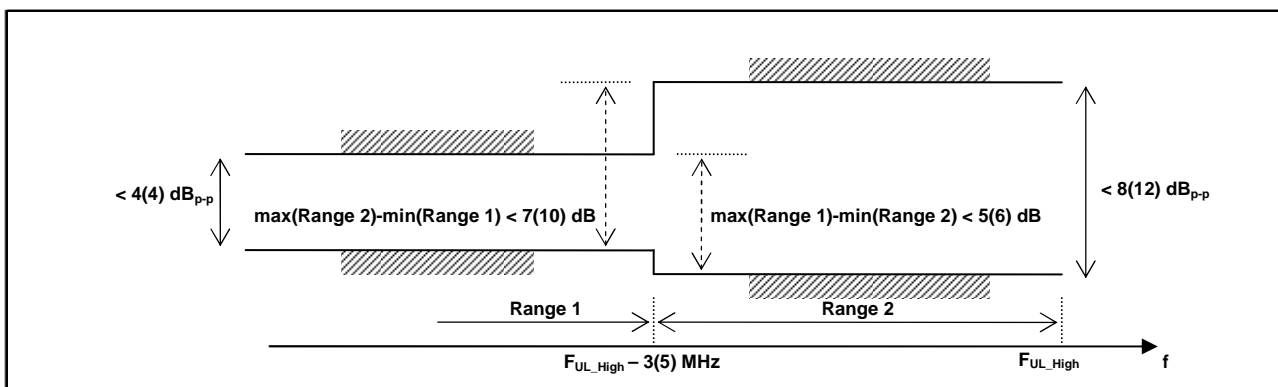 < 4(4) dBp-p
max(Range 2)-min(Range 1) < 7(10) dB
max(Range 1)-min(Range 2) < 5(6) dB
< 8(12) dBp-p
Range 1
Range 2
FUL_High – 3(5) MHz
FUL_High
f